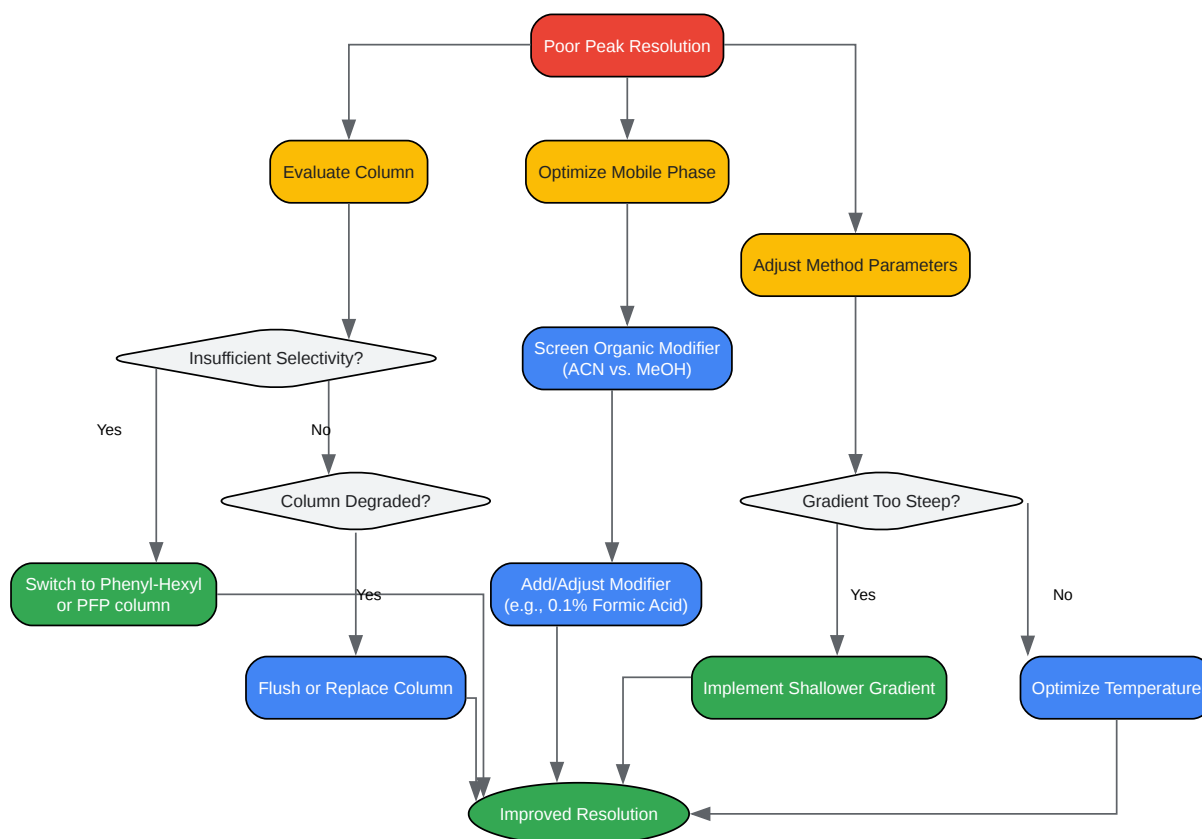 Poor Peak Resolution
Evaluate Column
Optimize Mobile Phase
Adjust Method Parameters
Insufficient Selectivity?
Screen Organic Modifier
(ACN vs. MeOH)
Yes
No
Column Degraded?
Gradient Too Steep?
Switch to Phenyl-Hexyl
or PFP column
Yes
Add/Adjust Modifier
(e.g., 0.1% Formic Acid)
Yes
No
Flush or Replace Column
Implement Shallower Gradient
Optimize Temperature
Improved Resolution